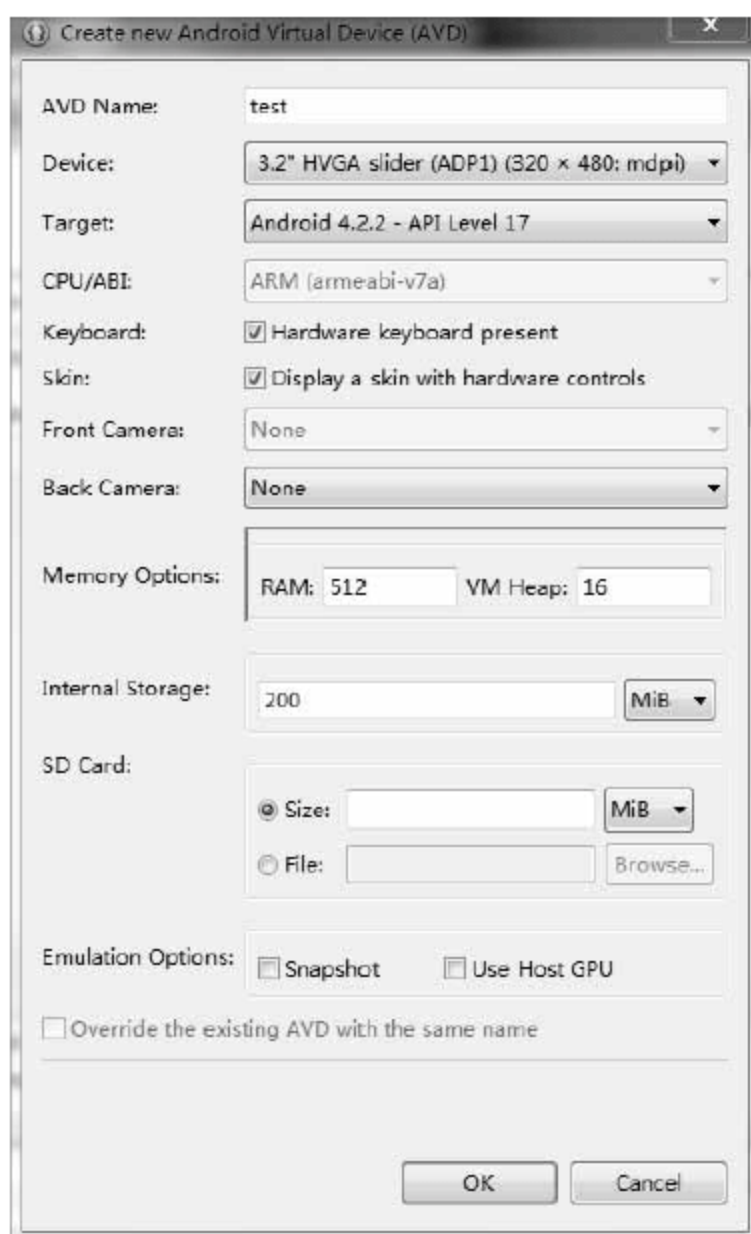 Create new Android Virtual Device (AVD)
AVD Name: test
Device: 3.2" HVGA slider (ADP1) (320 × 480: mdpi)
Target: Android 4.2.2 - API Level 17
CPU/ABI: ARM (armeabi-v7a)
Keyboard: Hardware keyboard present
Skin: Display a skin with hardware controls
Front Camera: None
Back Camera: None
Memory Options: RAM: 512 VM Heap: 16
Internal Storage: 200 MiB
SD Card:
Size: MiB
File: Browse...
Emulation Options: Snapshot Use Host GPU
Override the existing AVD with the same name
OK Cancel